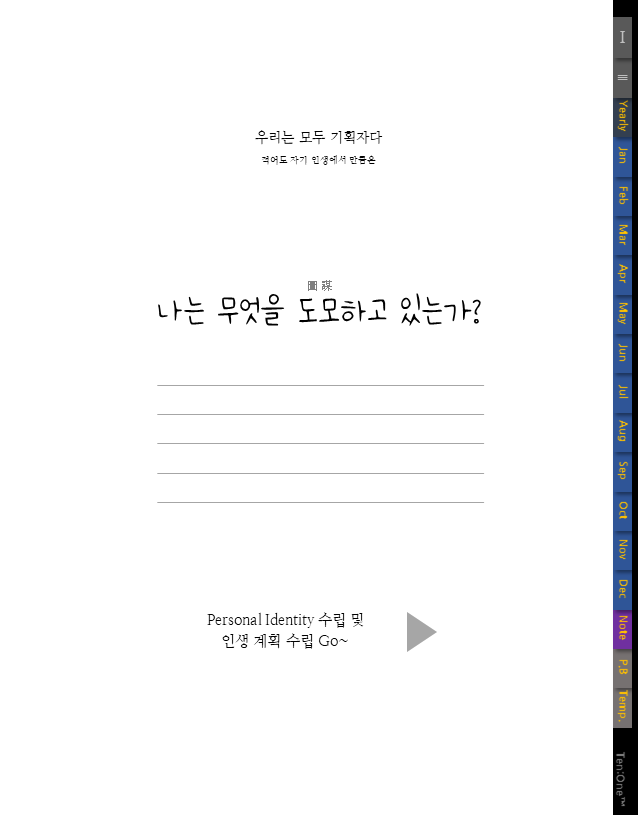 우리는 모두 기획자다
적어도 자기 인생에서 만큼은
圖 謀
나는 무엇을 도모하고 있는가?
Personal Identity 수립 및
인생 계획 수립 Go~
I
Yearly
Jan
Feb
Mar
Apr
May
Jun
Jul
Aug
Sep
Oct
Nov
Dec
Note
P.B
Temp.
Ten:One™